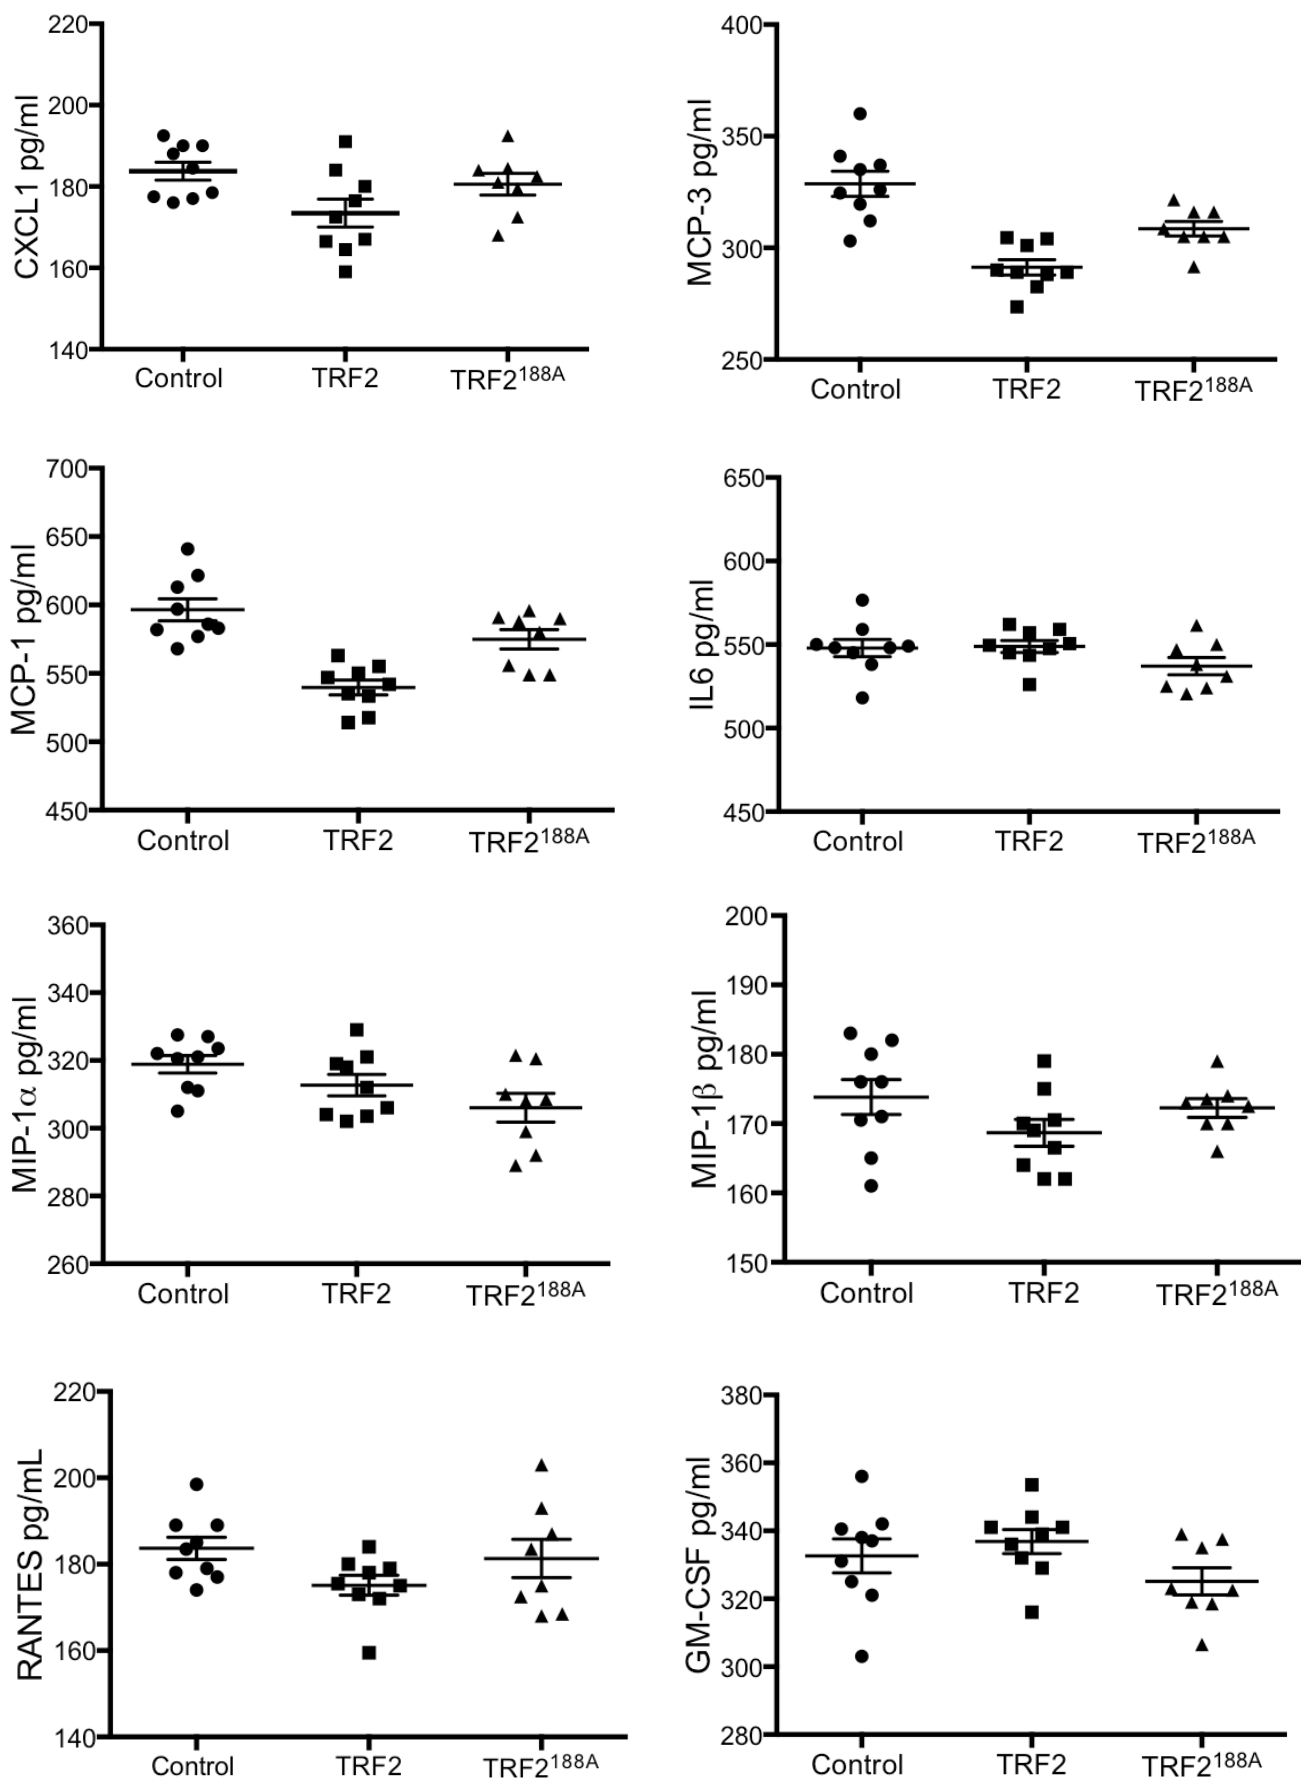 CXCL1 pg/ml
220
200
180
160
140
Control TRF2 TRF2188A
MCP-3 pg/ml
400
350
300
250
Control TRF2 TRF2188A
MCP-1 pg/ml
700
650
600
550
500
450
Control TRF2 TRF2188A
IL6 pg/ml
650
600
550
500
450
Control TRF2 TRF2188A
MIP-1α pg/ml
360
340
320
300
280
260
Control TRF2 TRF2188A
MIP-1β pg/ml
200
190
180
170
160
150
Control TRF2 TRF2188A
RANTES pg/mL
220
200
180
160
140
Control TRF2 TRF2188A
GM-CSF pg/ml
380
360
340
320
300
280
Control TRF2 TRF2188A